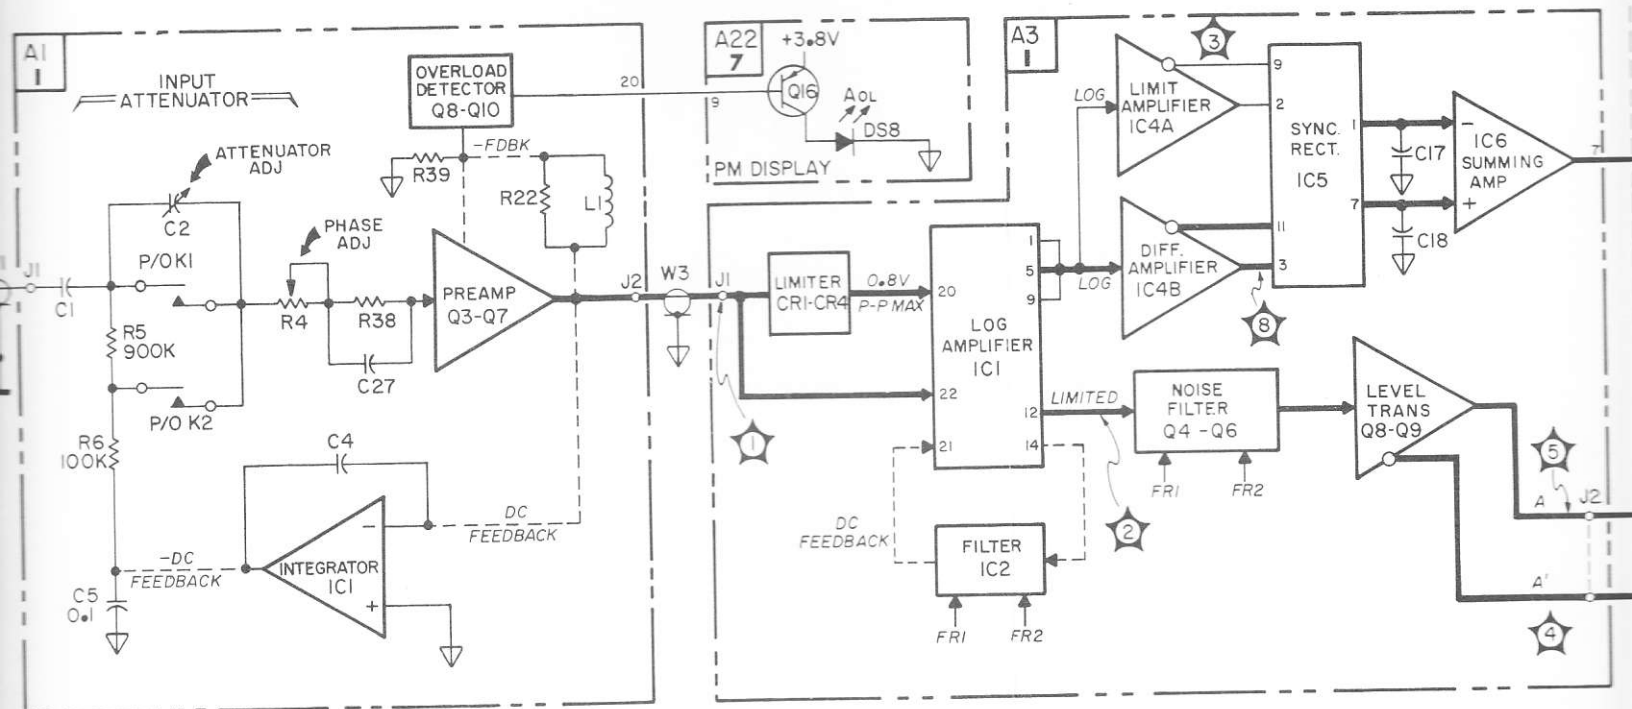 A1
1
INPUT
ATTENUATOR
ATTENUATOR
ADJ
C2
P/O K1
J1
C1
PHASE
ADJ
R4
R38
C27
R5
900K
P/O K2
R6
100K
C4
-DC
FEEDBACK
INTEGRATOR
IC1
-
+
C5
0.1
DC
FEEDBACK
OVERLOAD
DETECTOR
Q8-Q10
20
-FDBK
R39
R22
L1
PREAMP
Q3-Q7
J2
W3
A22
7
+3.8V
9
Q16
AOL
DS8
PM DISPLAY
A3
1
J1
1
LIMITER
CR1-CR4
0.8V
P-P MAX
20
22
21
LOG
AMPLIFIER
IC1
1
5
9
12
14
LOG
LOG
LIMIT
AMPLIFIER
IC4A
3
9
2
DIFF.
AMPLIFIER
IC4B
11
3
8
SYNC.
RECT.
IC5
1
7
C17
C18
-
+
IC6
SUMMING
AMP
7
LIMITED
2
NOISE
FILTER
Q4-Q6
FR1
FR2
LEVEL
TRANS
Q8-Q9
5
A
J2
A'
4
DC
FEEDBACK
FILTER
IC2
FR1
FR2